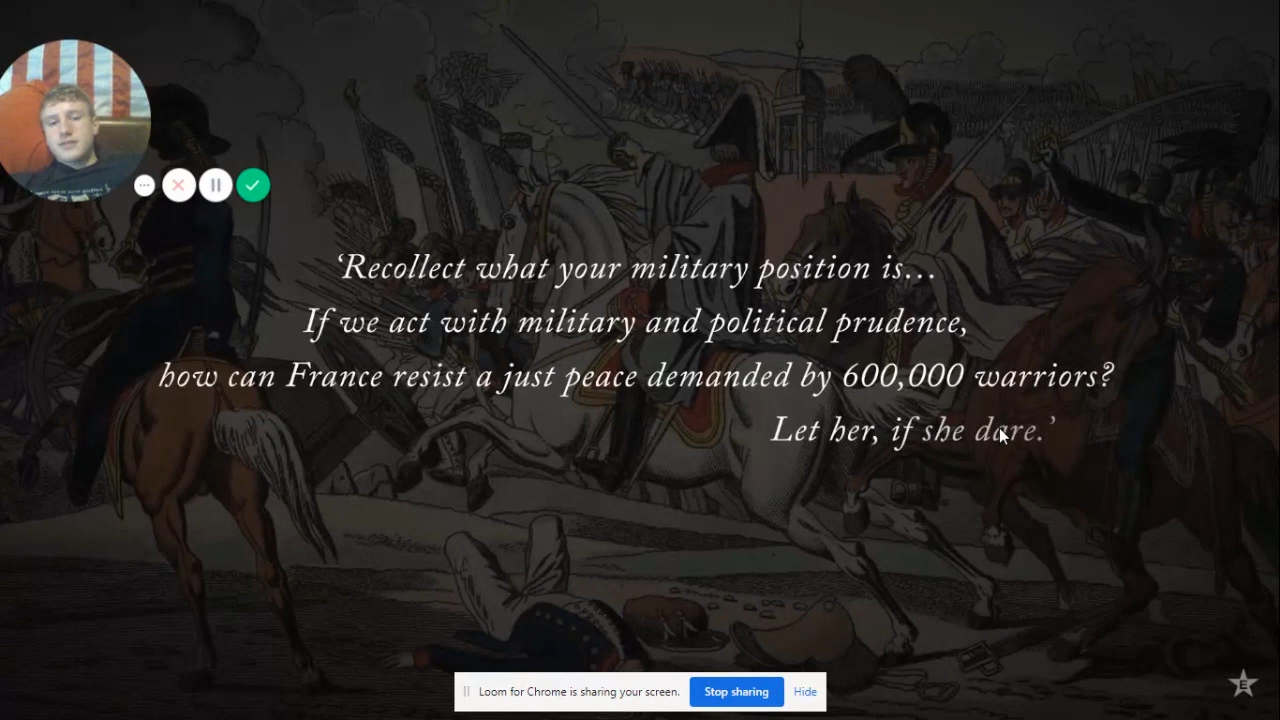 ‘Recollect what your military position is...
If we act with military and political prudence,
how can France resist a just peace demanded by 600,000 warriors?
Let her, if she dare.’
Loom for Chrome is sharing your screen. Stop sharing Hide
E